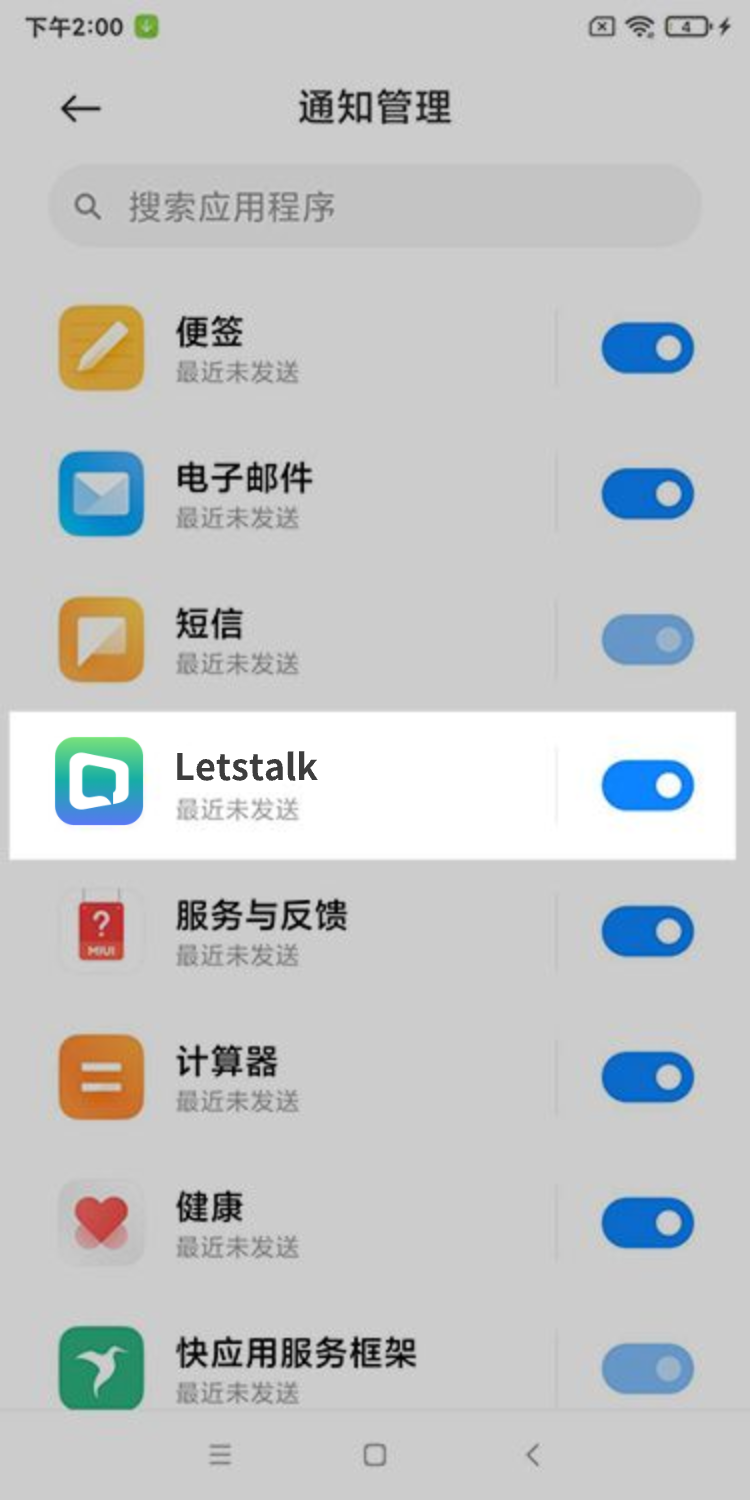 下午2:00
4
通知管理
搜索应用程序
便签
最近未发送
电子邮件
最近未发送
短信
最近未发送
Letstalk
最近未发送
?
MIUI
服务与反馈
最近未发送
计算器
最近未发送
健康
最近未发送
快应用服务框架
最近未发送